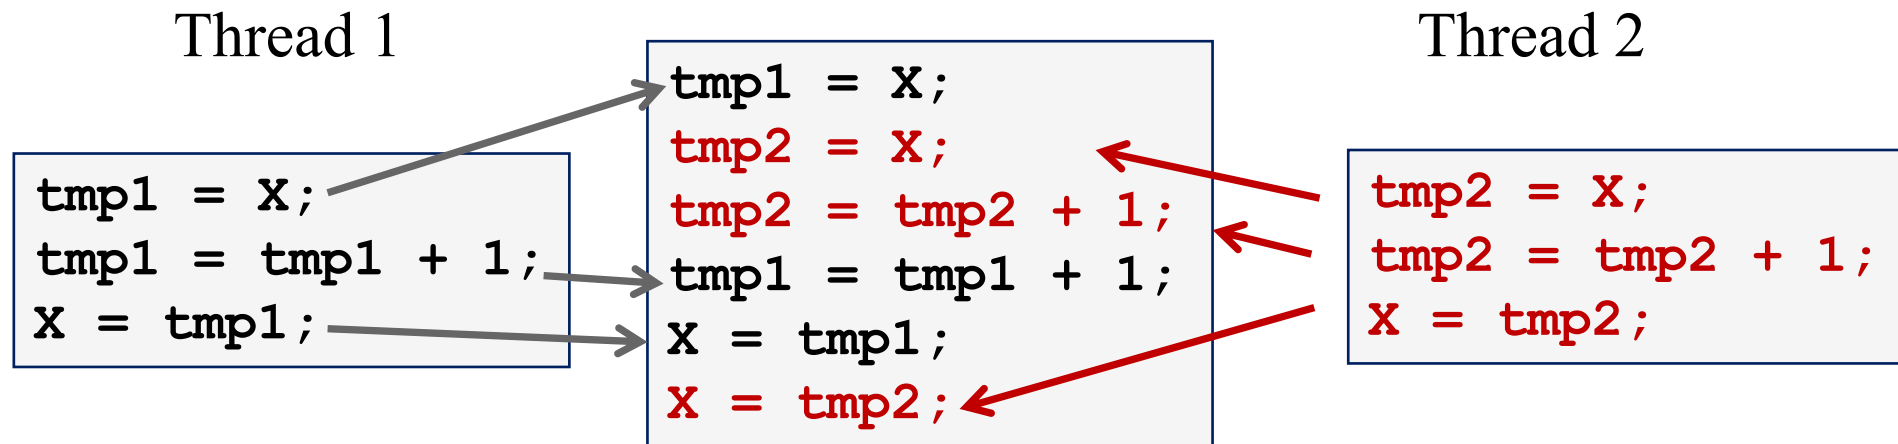 Thread 1
tmp1 = X;
tmp1 = tmp1 + 1;
X = tmp1;
tmp1 = X;
tmp2 = X;
tmp2 = tmp2 + 1;
tmp1 = tmp1 + 1;
X = tmp1;
X = tmp2;
Thread 2
tmp2 = X;
tmp2 = tmp2 + 1;
X = tmp2;